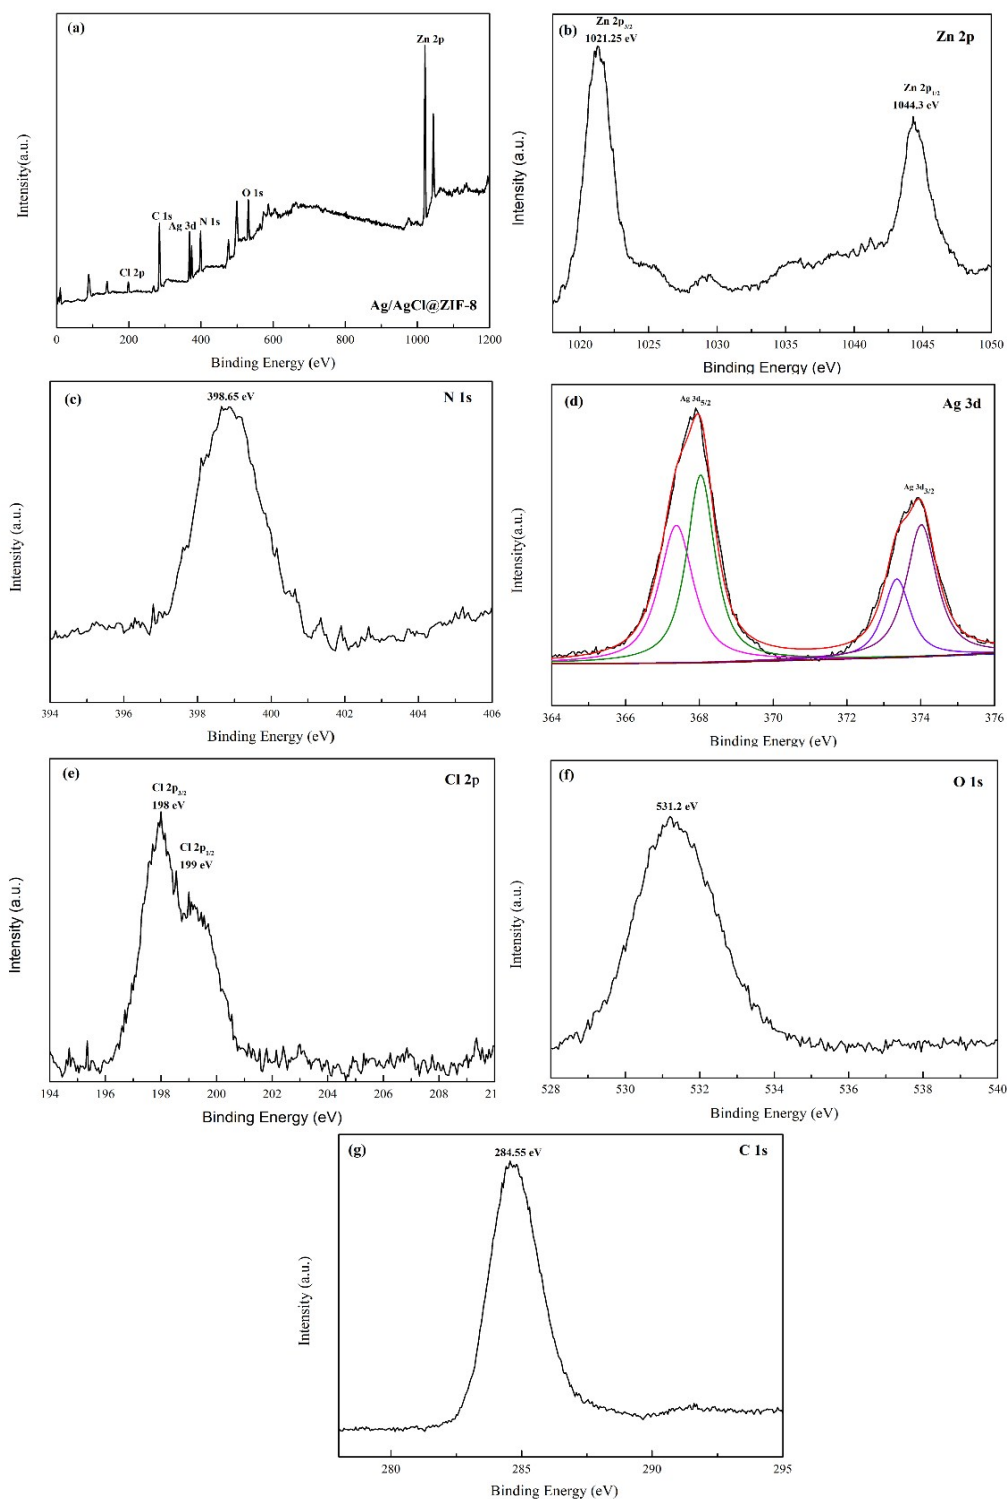 (a)
Zn 2p
C 1s
Ag 3d
N 1s
O 1s
Cl 2p
Ag/AgCl@ZIF-8
0 200 400 600 800 1000 1200
Binding Energy (eV)
Intensity(a.u.)
(b)
Zn 2p3/2
1021.25 eV
Zn 2p
Zn 2p1/2
1044.3 eV
1020 1025 1030 1035 1040 1045 1050
Binding Energy (eV)
Intensity (a.u.)
(c)
398.65 eV
N 1s
394 396 398 400 402 404 406
Binding Energy (eV)
Intensity (a.u.)
(d)
Ag 3d5/2
Ag 3d
Ag 3d3/2
364 366 368 370 372 374 376
Binding Energy (eV)
Intensity(a.u.)
(e)
Cl 2p
Cl 2p3/2
198 eV
Cl 2p1/2
199 eV
194 196 198 200 202 204 206 208 21
Binding Energy (eV)
Intensity (a.u.)
(f)
531.2 eV
O 1s
528 530 532 534 536 538 540
Binding Energy (eV)
Intensity (a.u.)
(g)
284.55 eV
C 1s
280 285 290 295
Binding Energy (eV)
Intensity (a.u.)